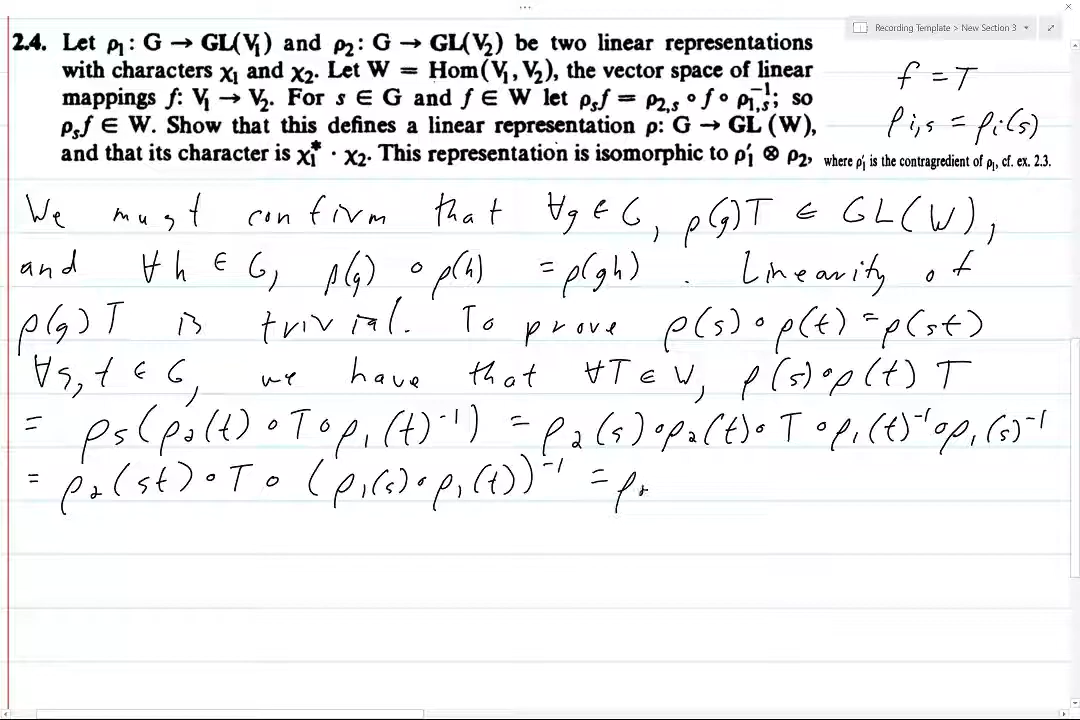 Recording Template > New Section 3
2.4. Let ρ₁: G → GL(V₁) and ρ₂: G → GL(V₂) be two linear representations
with characters χ₁ and χ₂. Let W = Hom(V₁, V₂), the vector space of linear
mappings f: V₁ → V₂. For s ∈ G and f ∈ W let ρₛf = ρ₂,ₛ ∘ f ∘ ρ₁,ₛ⁻¹; so
ρₛf ∈ W. Show that this defines a linear representation ρ: G → GL (W),
and that its character is χ₁* · χ₂. This representation is isomorphic to ρ₁′ ⊗ ρ₂, where ρ₁′ is the contragredient of ρ₁, cf. ex. 2.3.
f = T
ρi,s = ρi(s)
We must confirm that ∀g ∈ G, ρ(g)T ∈ GL(W),
and ∀h ∈ G, ρ(g) ∘ ρ(h) = ρ(gh). Linearity of
ρ(g)T is trivial. To prove ρ(s) ∘ ρ(t) = ρ(st)
∀s, t ∈ G, we have that ∀T ∈ W, ρ(s) ∘ ρ(t) T
= ρs(ρ₂(t) ∘ T ∘ ρ₁(t)⁻¹) = ρ₂(s) ∘ ρ₂(t) ∘ T ∘ ρ₁(t)⁻¹ ∘ ρ₁(s)⁻¹
= ρ₂(st) ∘ T ∘ (ρ₁(s) ∘ ρ₁(t))⁻¹ = ρ